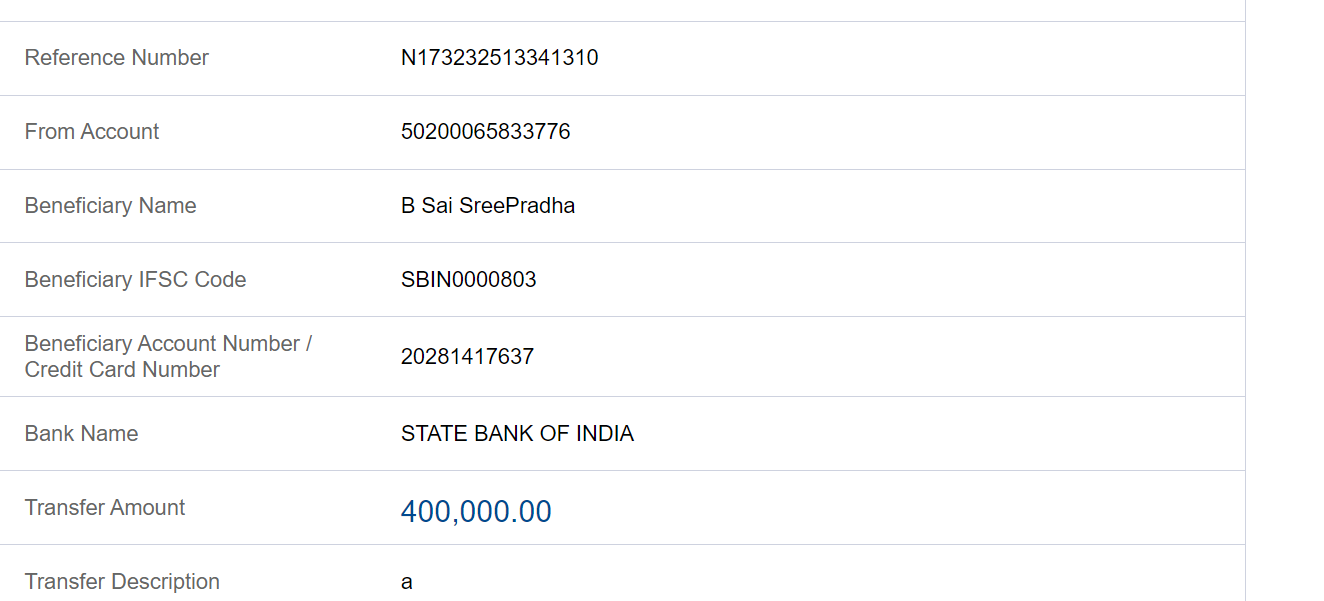 Reference Number N173232513341310
From Account 50200065833776
Beneficiary Name B Sai SreePradha
Beneficiary IFSC Code SBIN0000803
Beneficiary Account Number /
Credit Card Number 20281417637
Bank Name STATE BANK OF INDIA
Transfer Amount 400,000.00
Transfer Description a